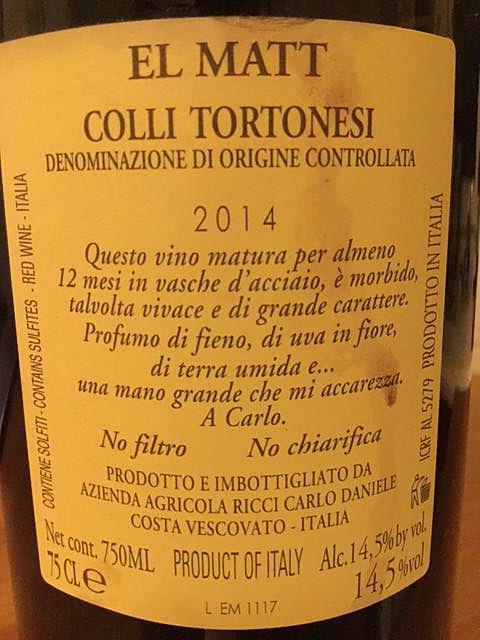 EL MATT
COLLI TORTONESI
DENOMINAZIONE DI ORIGINE CONTROLLATA
2014
Questo vino matura per almeno
12 mesi in vasche d'acciaio, è morbido,
talvolta vivace e di grande carattere.
Profumo di fieno, di uva in fiore,
di terra umida e...
una mano grande che mi accarezza.
A Carlo.
No filtro No chiarifica
PRODOTTO E IMBOTTIGLIATO DA
AZIENDA AGRICOLA RICCI CARLO DANIELE
COSTA VESCOVATO - ITALIA
Net cont. 750ML PRODUCT OF ITALY Alc.14,5% by vol.
75 CL e 14,5%vol
L EM 1117
CONTIENE SOLFITI - CONTAINS SULFITES - RED WINE - ITALIA
ICRF AL 5279 PRODOTTO IN ITALIA